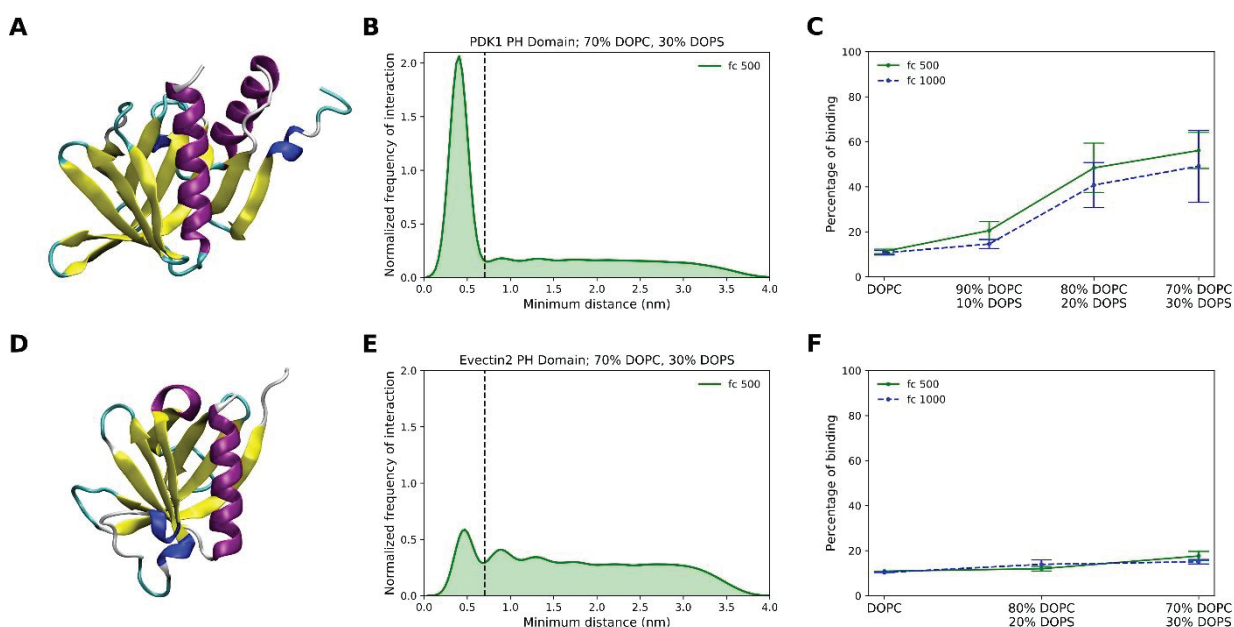 A
B
PDK1 PH Domain; 70% DOPC, 30% DOPS
fc 500
Normalized frequency of interaction
2.0
1.5
1.0
0.5
0.0
0.0 0.5 1.0 1.5 2.0 2.5 3.0 3.5 4.0
Minimum distance (nm)
C
fc 500
fc 1000
Percentage of binding
100
80
60
40
20
0
DOPC 90% DOPC 80% DOPC 70% DOPC
10% DOPS 20% DOPS 30% DOPS
D
E
Evectin2 PH Domain; 70% DOPC, 30% DOPS
fc 500
Normalized frequency of interaction
2.0
1.5
1.0
0.5
0.0
0.0 0.5 1.0 1.5 2.0 2.5 3.0 3.5 4.0
Minimum distance (nm)
F
fc 500
fc 1000
Percentage of binding
100
80
60
40
20
0
DOPC 80% DOPC 70% DOPC
20% DOPS 30% DOPS